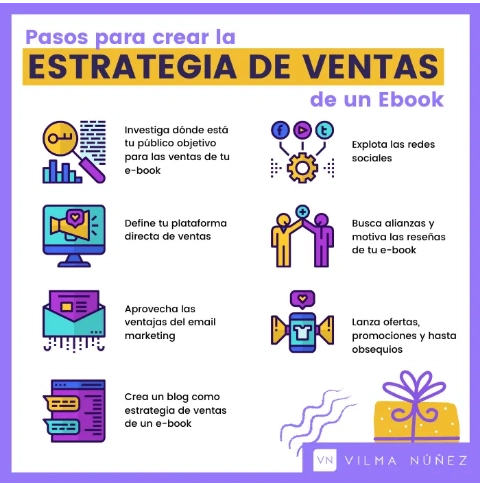 Pasos para crear la
ESTRATEGIA DE VENTAS
de un Ebook
Investiga dónde está
tu público objetivo
para las ventas de tu
e-book
Define tu plataforma
directa de ventas
Aprovecha las
ventajas del email
marketing
Crea un blog como
estrategia de ventas
de un e-book
Explota las redes
sociales
Busca alianzas y
motiva las reseñas
de tu e-book
Lanza ofertas,
promociones y hasta
obsequios
VN VILMA NÚÑEZ